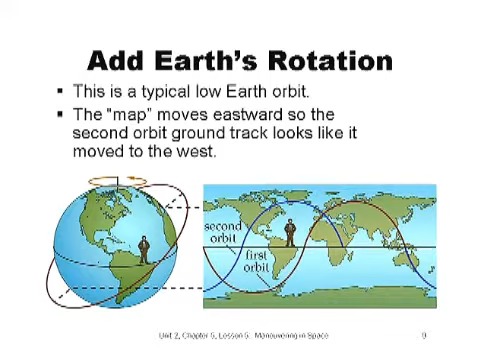 Add Earth's Rotation
▪ This is a typical low Earth orbit.
▪ The "map" moves eastward so the
second orbit ground track looks like it
moved to the west.
second
orbit
first
orbit
Unit 2, Chapter 5, Lesson 5: Maneuvering in Space
9